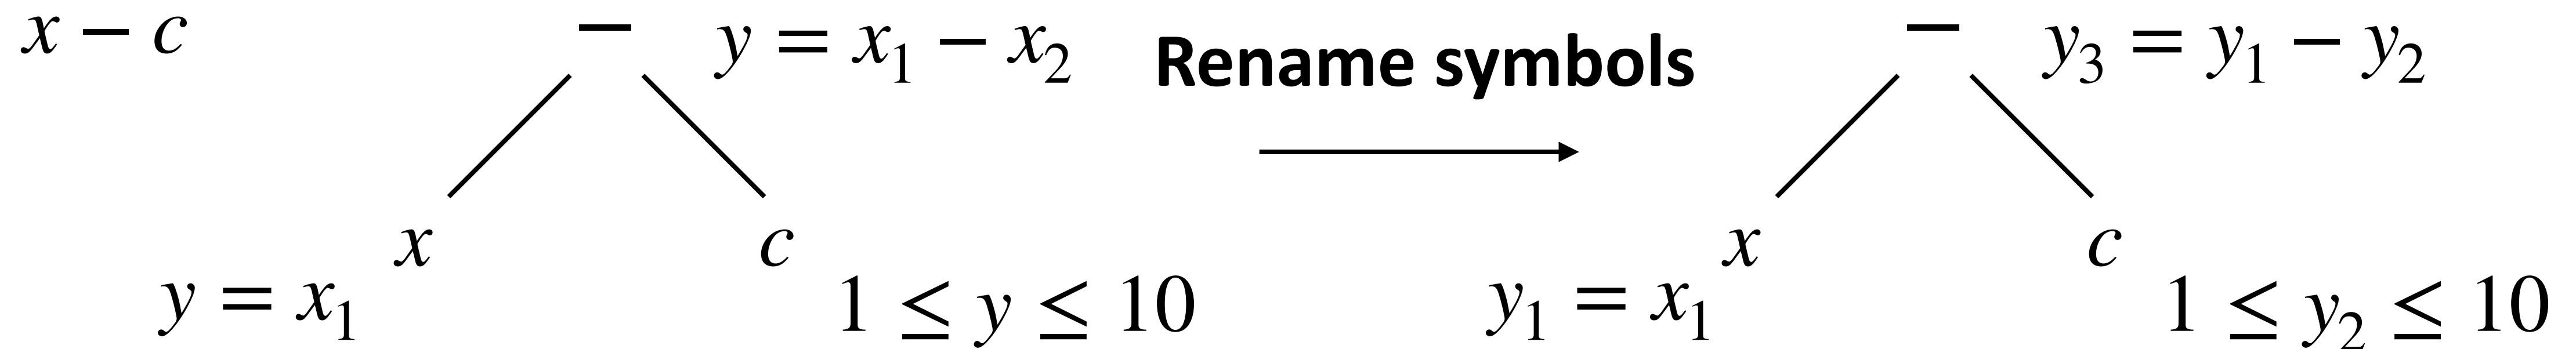 x − c
−
y = x₁ − x₂
x
c
y = x₁
1 ≤ y ≤ 10
Rename symbols
−
y₃ = y₁ − y₂
x
c
y₁ = x₁
1 ≤ y₂ ≤ 10